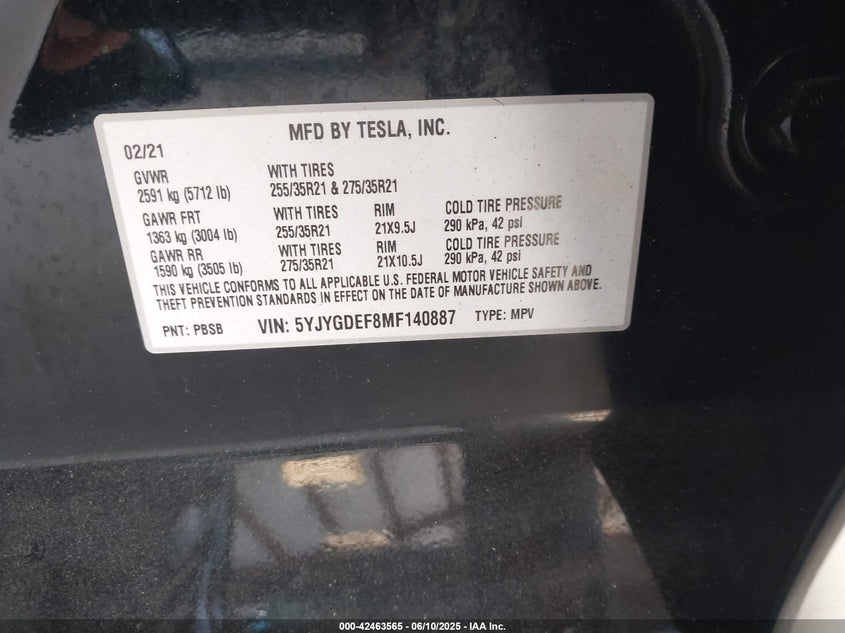 MFD BY TESLA, INC.
02/21
GVWR
2591 kg (5712 lb)
WITH TIRES
255/35R21 & 275/35R21
GAWR FRT
1363 kg (3004 lb)
WITH TIRES
255/35R21
RIM
21X9.5J
COLD TIRE PRESSURE
290 kPa, 42 psi
GAWR RR
1590 kg (3505 lb)
WITH TIRES
275/35R21
RIM
21X10.5J
COLD TIRE PRESSURE
290 kPa, 42 psi
THIS VEHICLE CONFORMS TO ALL APPLICABLE U.S. FEDERAL MOTOR VEHICLE SAFETY AND
THEFT PREVENTION STANDARDS IN EFFECT ON THE DATE OF MANUFACTURE SHOWN ABOVE.
PNT: PBSB VIN: 5YJYGDEF8MF140887 TYPE: MPV
000-42463565 - 06/10/2025 - IAA Inc.